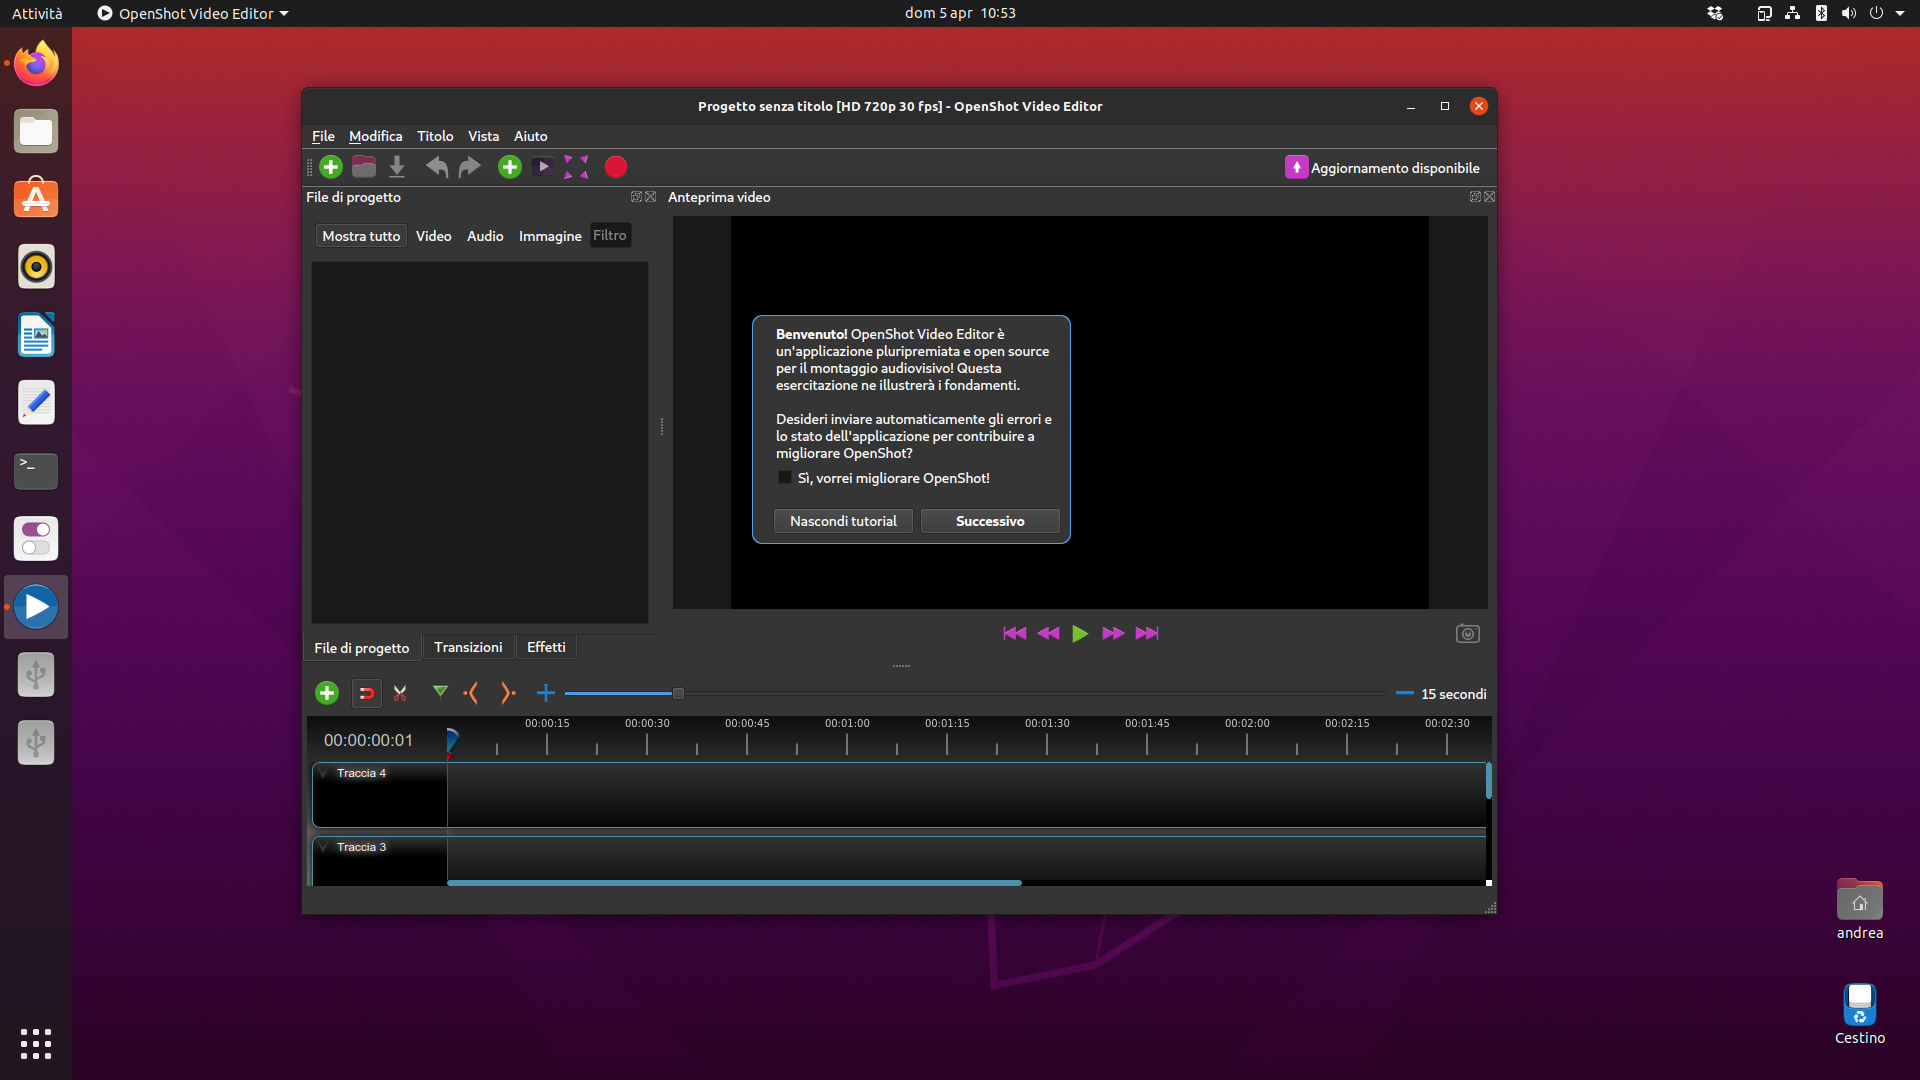 Attività
OpenShot Video Editor
dom 5 apr 10:53
Progetto senza titolo [HD 720p 30 fps] - OpenShot Video Editor
File Modifica Titolo Vista Aiuto
Aggiornamento disponibile
File di progetto
Anteprima video
Mostra tutto Video Audio Immagine Filtro
Benvenuto! OpenShot Video Editor è
un'applicazione pluripremiata e open source
per il montaggio audiovisivo! Questa
esercitazione ne illustrerà i fondamenti.
Desideri inviare automaticamente gli errori e
lo stato dell'applicazione per contribuire a
migliorare OpenShot?
Sì, vorrei migliorare OpenShot!
Nascondi tutorial Successivo
File di progetto Transizioni Effetti
15 secondi
00:00:15 00:00:30 00:00:45 00:01:00 00:01:15 00:01:30 00:01:45 00:02:00 00:02:15 00:02:30
00:00:00:01
Traccia 4
Traccia 3
andrea
Cestino